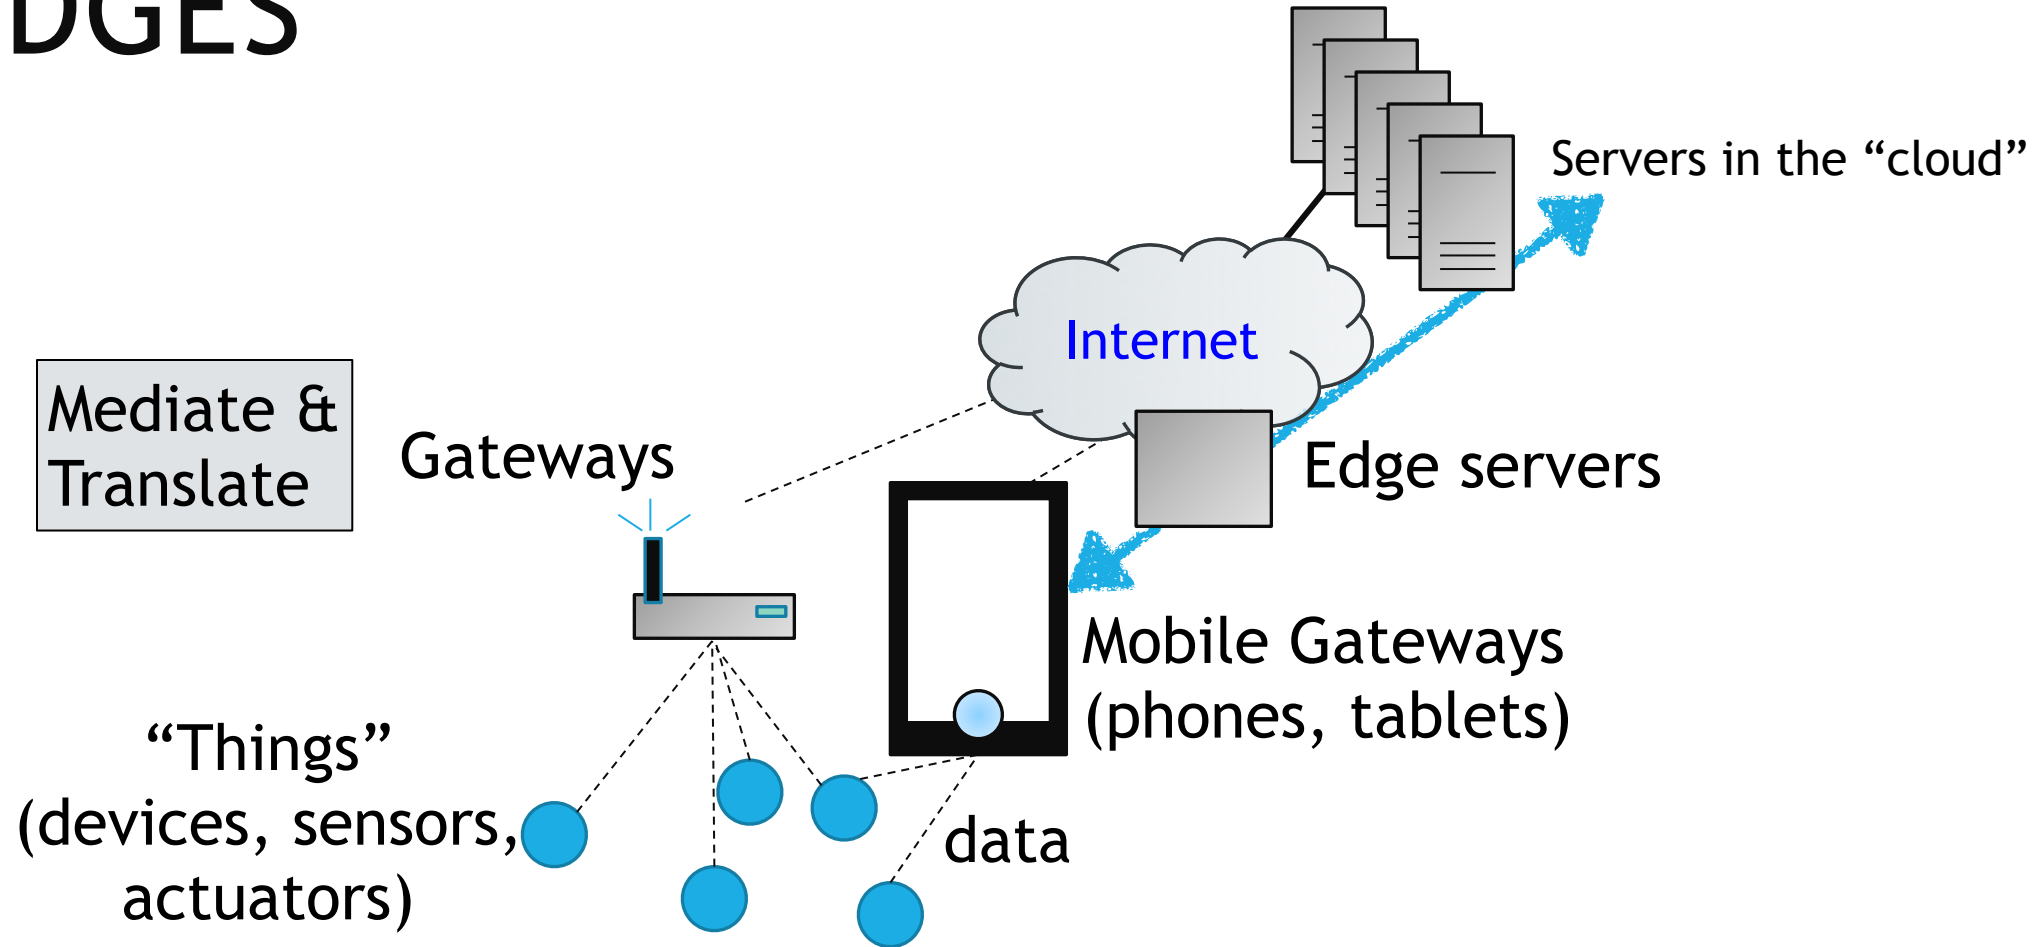 DGES
Servers in the “cloud”
Internet
Mediate &
Translate
Gateways
Edge servers
Mobile Gateways
(phones, tablets)
“Things”
(devices, sensors,
actuators)
data